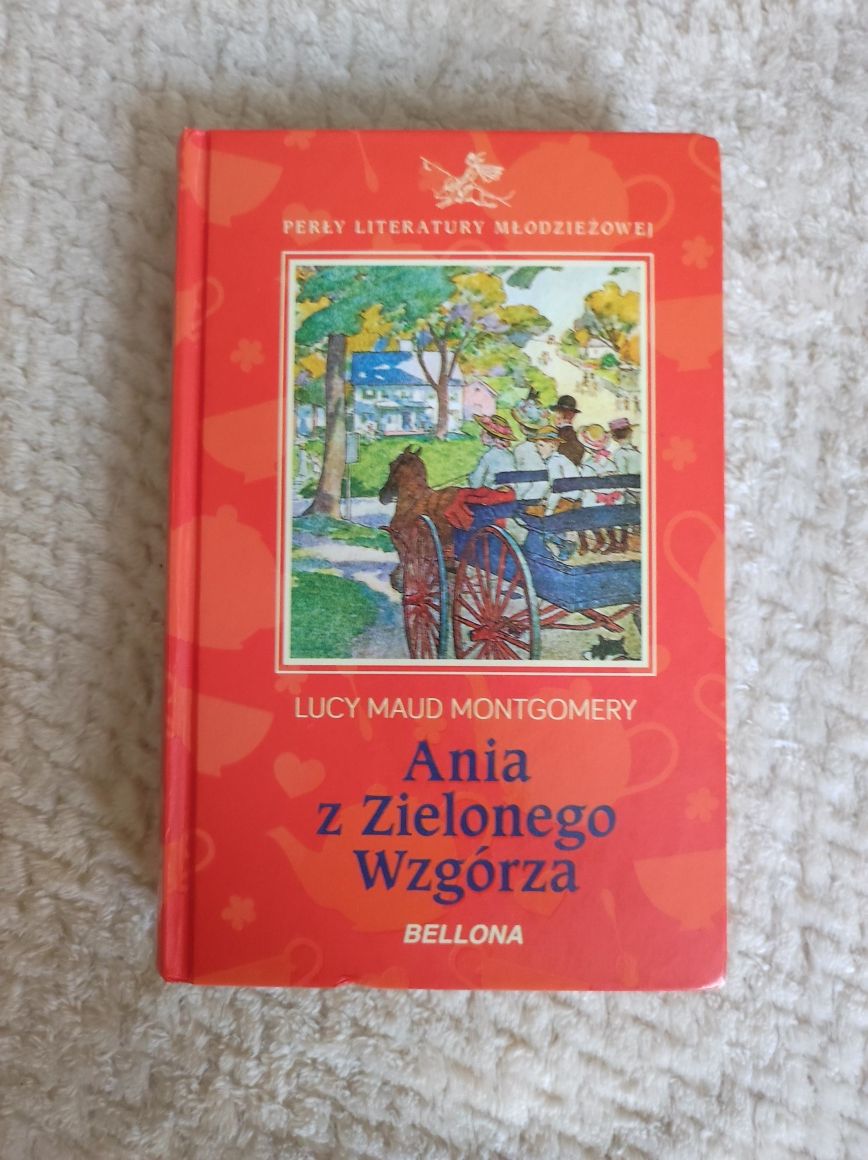 PERŁY LITERATURY MŁODZIEŻOWEJ
LUCY MAUD MONTGOMERY
Ania
z Zielonego
Wzgórza
BELLONA